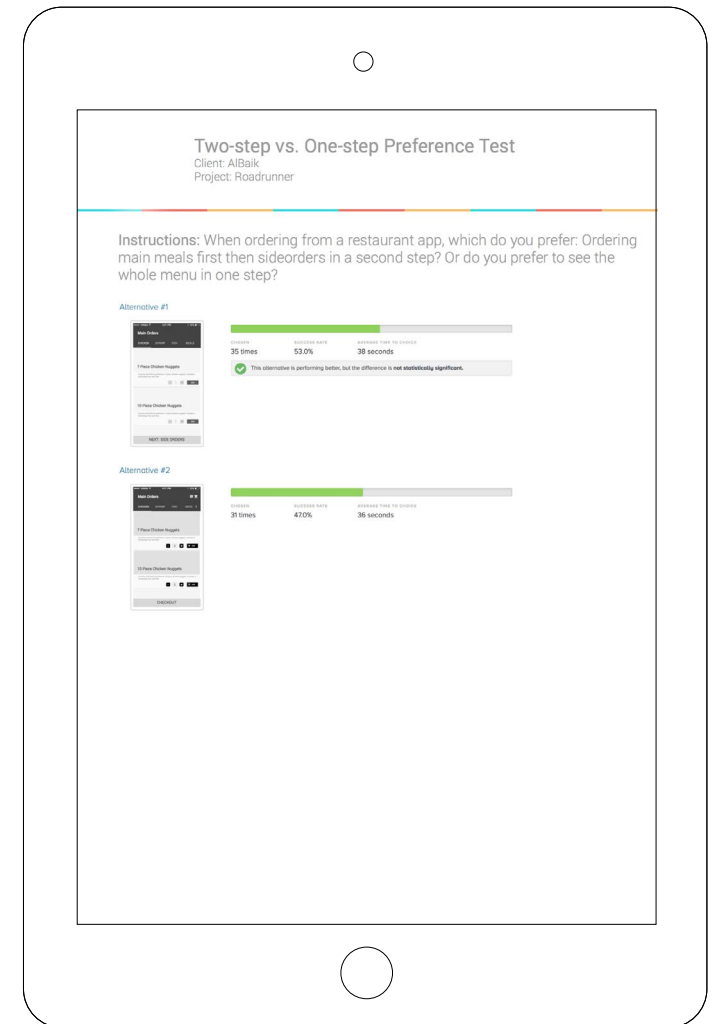 Two-step vs. One-step Preference Test
Client: AlBaik
Project: Roadrunner
Instructions: When ordering from a restaurant app, which do you prefer: Ordering
main meals first then sideorders in a second step? Or do you prefer to see the
whole menu in one step?
Alternative #1
Main Orders
7 Piece Chicken Nuggets
10 Piece Chicken Nuggets
NEXT: SIDE ORDERS
CHOSEN SUCCESS RATE AVERAGE TIME TO CHOICE
35 times 53.0% 38 seconds
This alternative is performing better, but the difference is not statistically significant.
Alternative #2
Main Orders
7 Piece Chicken Nuggets
10 Piece Chicken Nuggets
CHECKOUT
CHOSEN SUCCESS RATE AVERAGE TIME TO CHOICE
31 times 47.0% 36 seconds